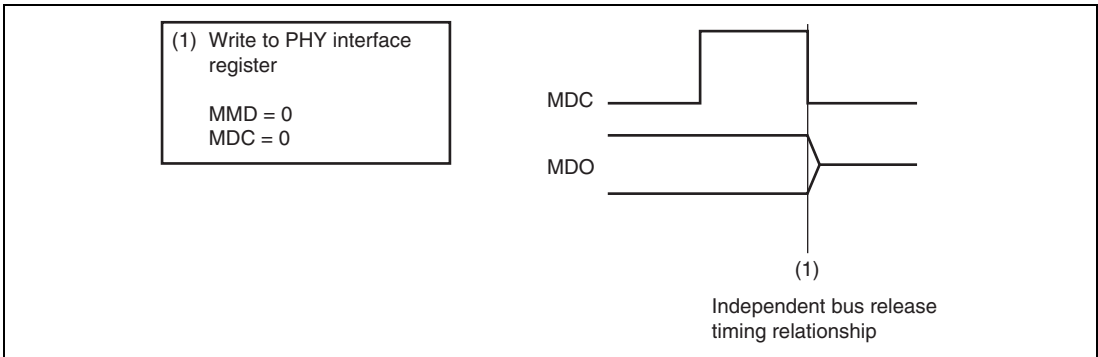 (1) Write to PHY interface
register
MMD = 0
MDC = 0
MDC
MDO
(1)
Independent bus release
timing relationship